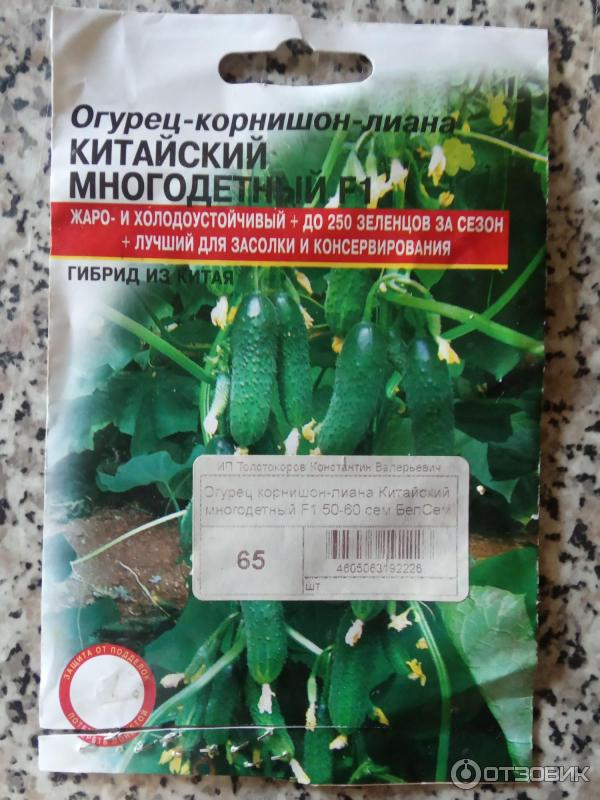 Огурец-корнишон-лиана
КИТАЙСКИЙ
МНОГОДЕТНЫЙ F1
ЖАРО- И ХОЛОДОУСТОЙЧИВЫЙ + ДО 250 ЗЕЛЕНЦОВ ЗА СЕЗОН
+ ЛУЧШИЙ ДЛЯ ЗАСОЛКИ И КОНСЕРВИРОВАНИЯ
ГИБРИД ИЗ КИТАЯ
ИП Толстокоров Константин Валерьевич
Огурец корнишон-лиана Китайский
многодетный F1 50-60 сем БелСем
65
4605063192226
шт
ЗАЩИТА ОТ ПОДДЕЛОК
ПОТЕРЕТЬ МОНЕТОЙ
ОТЗОВИК